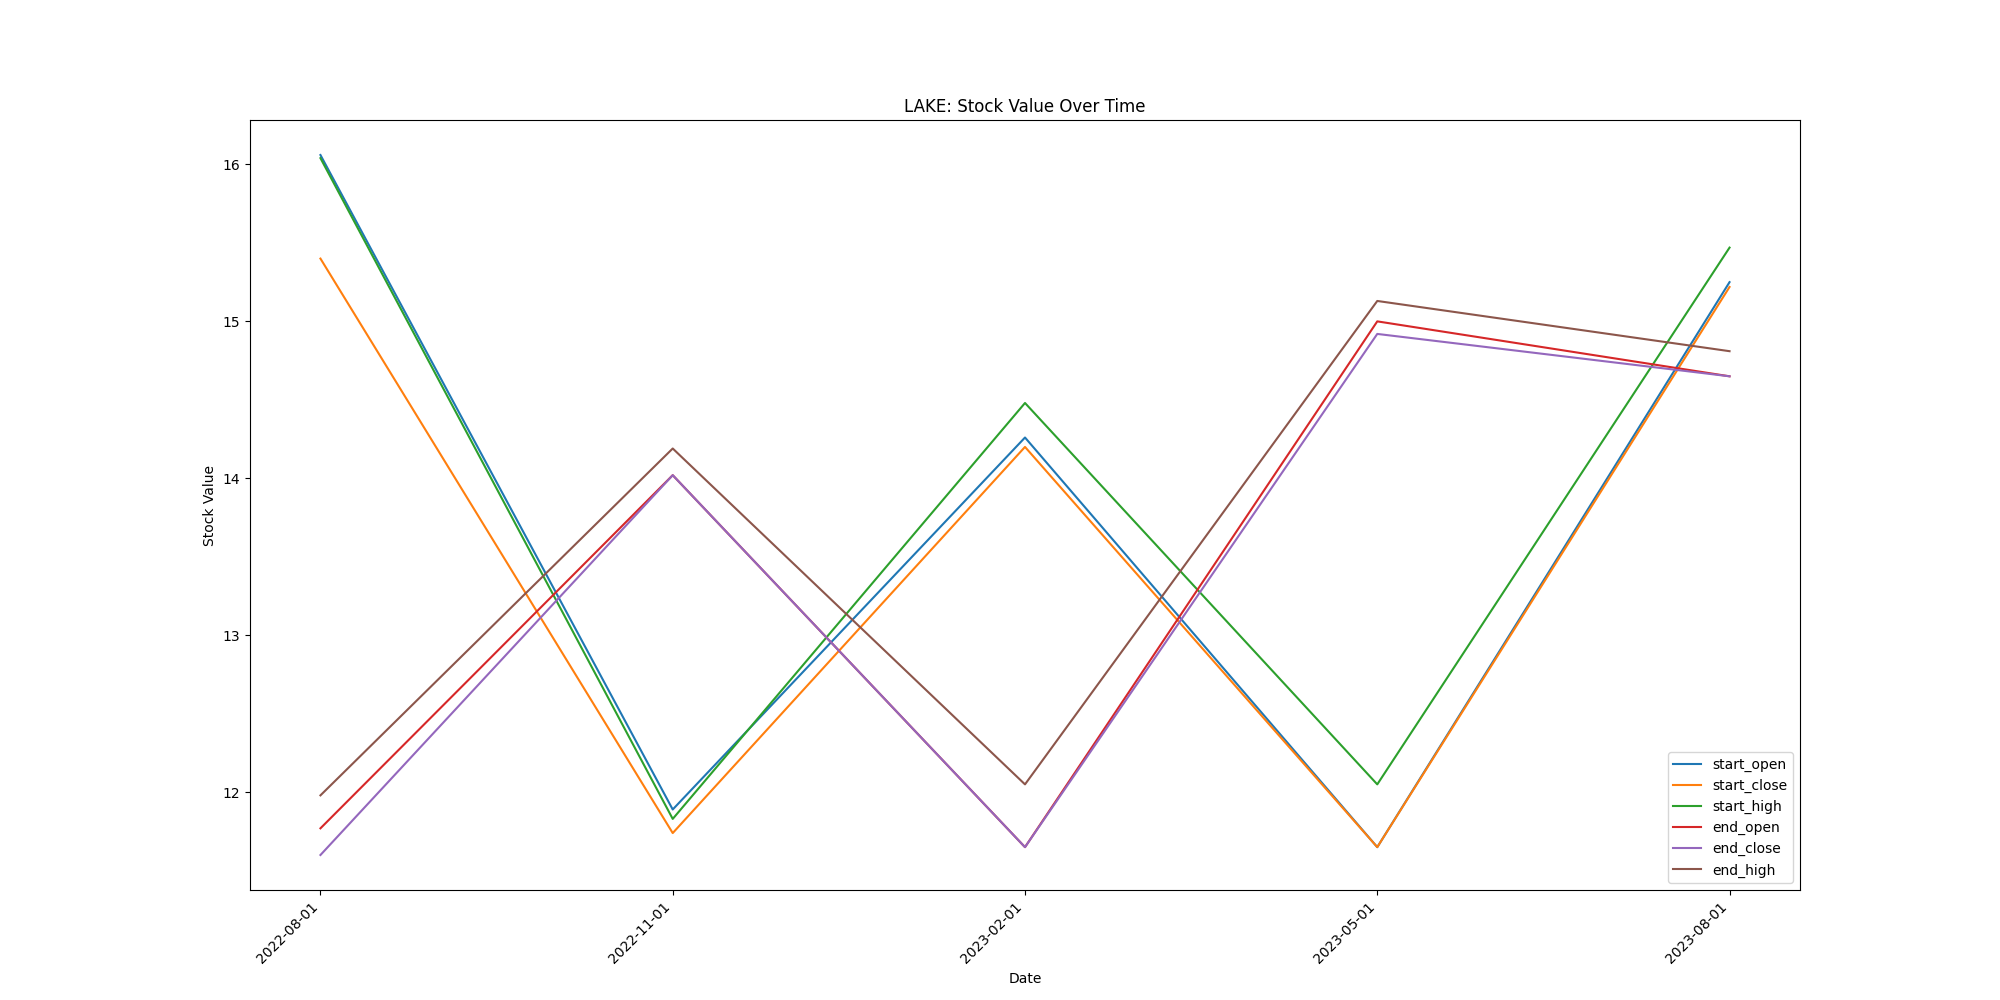 LAKE: Stock Value Over Time
Stock Value
16
15
14
13
12
2022-08-01
2022-11-01
2023-02-01
2023-05-01
2023-08-01
Date
start_open
start_close
start_high
end_open
end_close
end_high